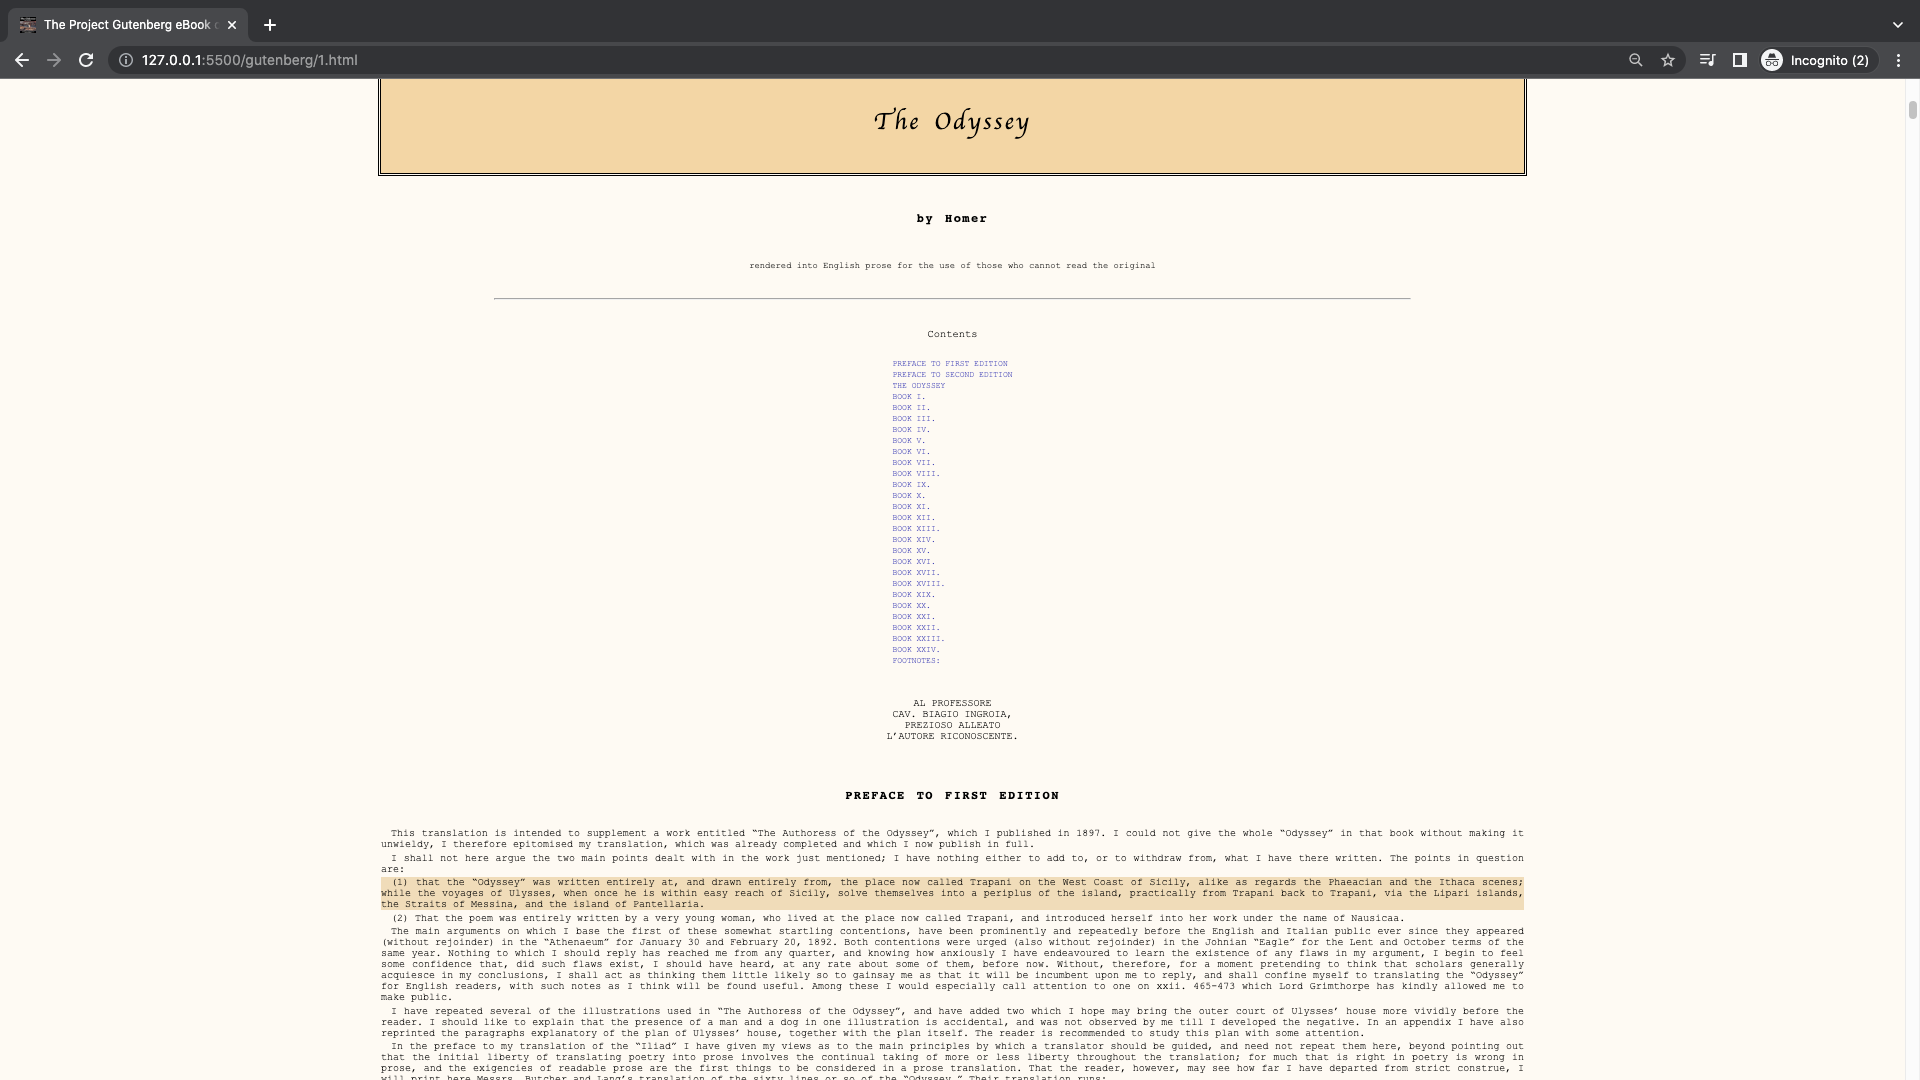 The Project Gutenberg eBook
127.0.0.1:5500/gutenberg/1.html
Incognito (2)
The Odyssey
by Homer
rendered into English prose for the use of those who cannot read the original
Contents
PREFACE TO FIRST EDITION
PREFACE TO SECOND EDITION
THE ODYSSEY
BOOK I.
BOOK II.
BOOK III.
BOOK IV.
BOOK V.
BOOK VI.
BOOK VII.
BOOK VIII.
BOOK IX.
BOOK X.
BOOK XI.
BOOK XII.
BOOK XIII.
BOOK XIV.
BOOK XV.
BOOK XVI.
BOOK XVII.
BOOK XVIII.
BOOK XIX.
BOOK XX.
BOOK XXI.
BOOK XXII.
BOOK XXIII.
BOOK XXIV.
FOOTNOTES:
AL PROFESSORE
CAV. BIAGIO INGROIA,
PREZIOSO ALLEATO
L’AUTORE RICONOSCENTE.
PREFACE TO FIRST EDITION
This translation is intended to supplement a work entitled “The Authoress of the Odyssey”, which I published in 1897. I could not give the whole “Odyssey” in that book without making it
unwieldy, I therefore epitomised my translation, which was already completed and which I now publish in full.
I shall not here argue the two main points dealt with in the work just mentioned; I have nothing either to add to, or to withdraw from, what I have there written. The points in question
are:
(1) that the “Odyssey” was written entirely at, and drawn entirely from, the place now called Trapani on the West Coast of Sicily, alike as regards the Phaeacian and the Ithaca scenes;
while the voyages of Ulysses, when once he is within easy reach of Sicily, solve themselves into a periplus of the island, practically from Trapani back to Trapani, via the Lipari islands,
the Straits of Messina, and the island of Pantellaria.
(2) That the poem was entirely written by a very young woman, who lived at the place now called Trapani, and introduced herself into her work under the name of Nausicaa.
The main arguments on which I base the first of these somewhat startling contentions, have been prominently and repeatedly before the English and Italian public ever since they appeared
(without rejoinder) in the “Athenaeum” for January 30 and February 20, 1892. Both contentions were urged (also without rejoinder) in the Johnian “Eagle” for the Lent and October terms of the
same year. Nothing to which I should reply has reached me from any quarter, and knowing how anxiously I have endeavoured to learn the existence of any flaws in my argument, I begin to feel
some confidence that, did such flaws exist, I should have heard, at any rate about some of them, before now. Without, therefore, for a moment pretending to think that scholars generally
acquiesce in my conclusions, I shall act as thinking them little likely so to gainsay me as that it will be incumbent upon me to reply, and shall confine myself to translating the “Odyssey”
for English readers, with such notes as I think will be found useful. Among these I would especially call attention to one on xxii. 465-473 which Lord Grimthorpe has kindly allowed me to
make public.
I have repeated several of the illustrations used in “The Authoress of the Odyssey”, and have added two which I hope may bring the outer court of Ulysses’ house more vividly before the
reader. I should like to explain that the presence of a man and a dog in one illustration is accidental, and was not observed by me till I developed the negative. In an appendix I have also
reprinted the paragraphs explanatory of the plan of Ulysses’ house, together with the plan itself. The reader is recommended to study this plan with some attention.
In the preface to my translation of the “Iliad” I have given my views as to the main principles by which a translator should be guided, and need not repeat them here, beyond pointing out
that the initial liberty of translating poetry into prose involves the continual taking of more or less liberty throughout the translation; for much that is right in poetry is wrong in
prose, and the exigencies of readable prose are the first things to be considered in a prose translation. That the reader, however, may see how far I have departed from strict construe, I
will print here Messrs. Butcher and Lang’s translation of the sixty lines or so of the “Odyssey.” Their translation runs: